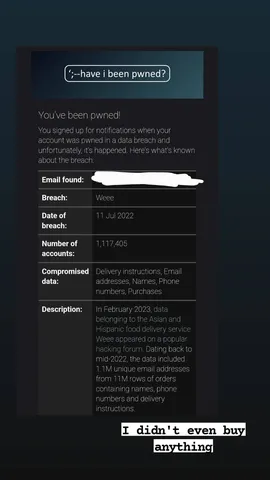 ';--have i been pwned?
You've been pwned!
You signed up for notifications when your
account was pwned in a data breach and
unfortunately, it's happened. Here's what's known
about the breach:
Email found:
Breach: Weee
Date of breach: 11 Jul 2022
Number of accounts: 1,117,405
Compromised data: Delivery instructions, Email
addresses, Names, Phone
numbers, Purchases
Description: In February 2023, data
belonging to the Asian and
Hispanic food delivery service
Weee appeared on a popular
hacking forum. Dating back to
mid-2022, the data included
1.1M unique email addresses
from 11M rows of orders
containing names, phone
numbers and delivery
instructions.
I didn't even buy
anything